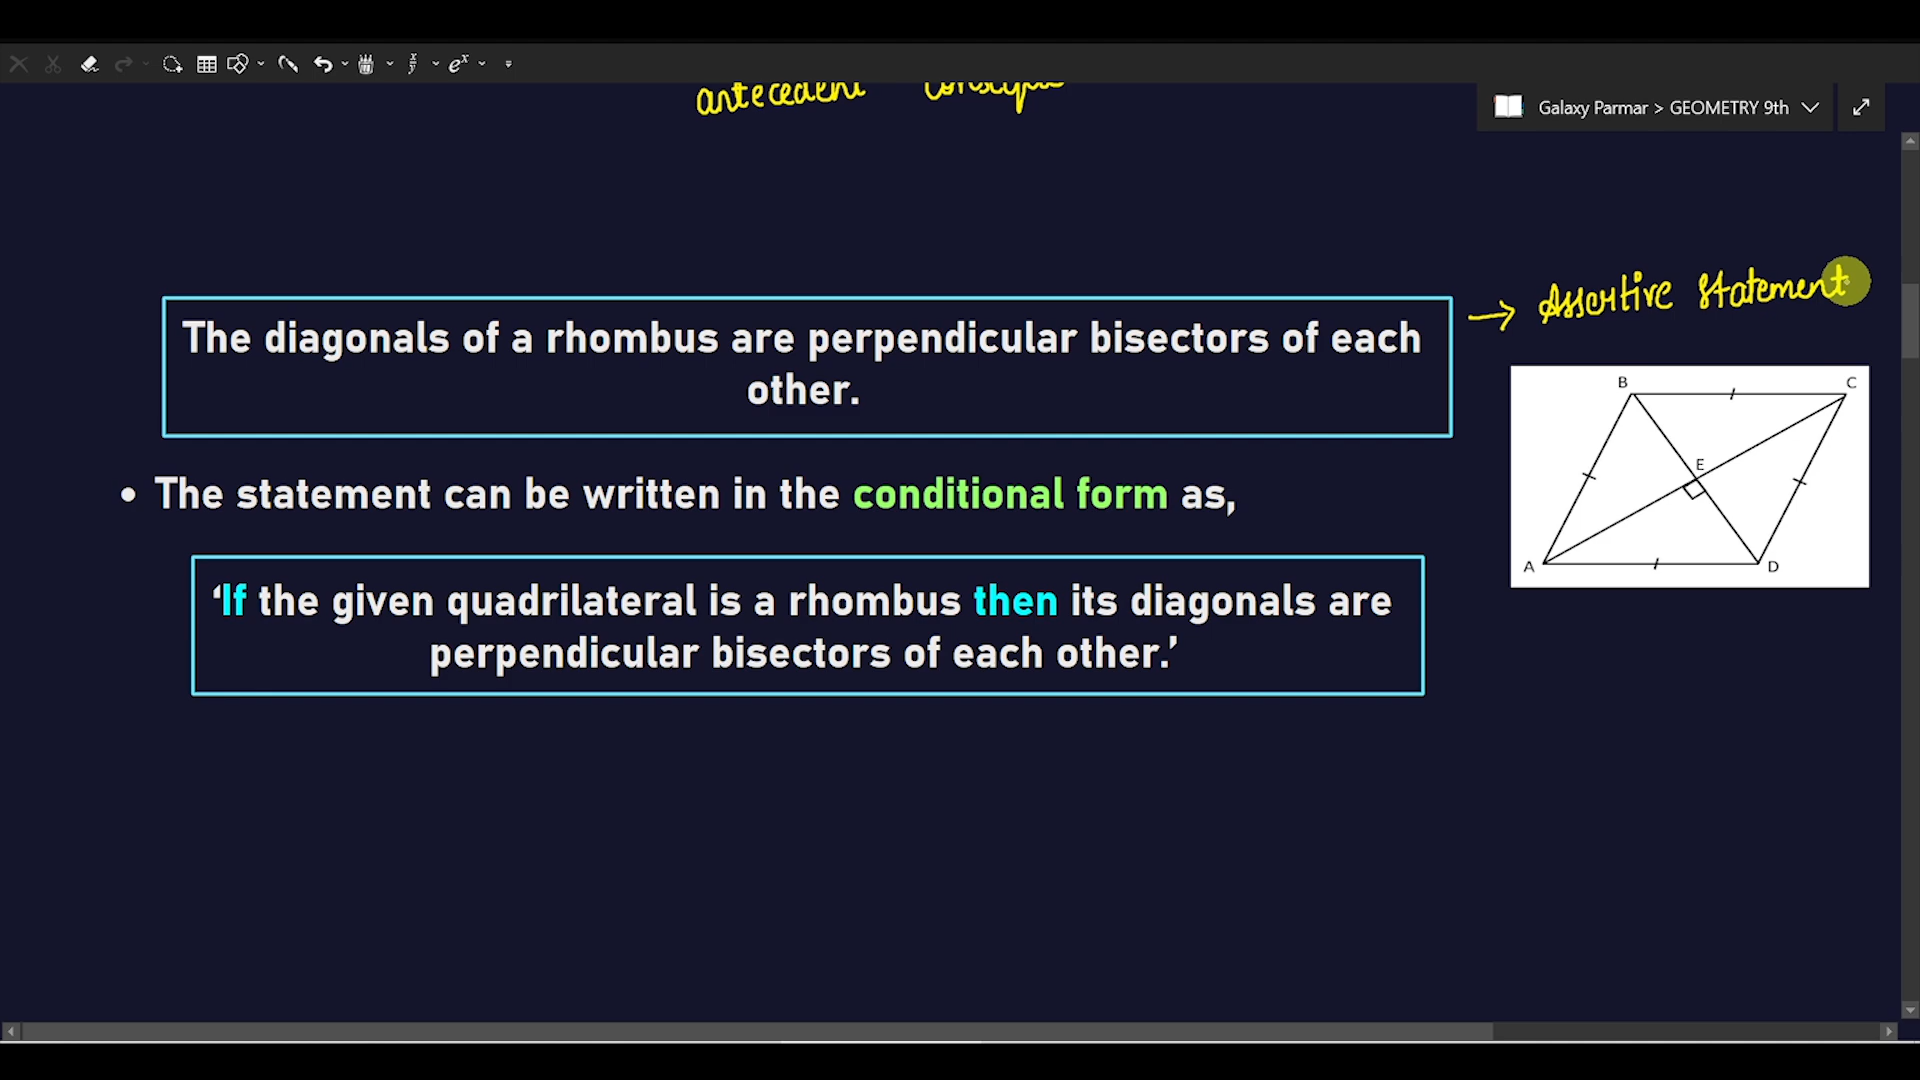 antecedent
Galaxy Parmar > GEOMETRY 9th
→ Assertive statement
The diagonals of a rhombus are perpendicular bisectors of each
other.
B C
E
A D
• The statement can be written in the conditional form as,
‘If the given quadrilateral is a rhombus then its diagonals are
perpendicular bisectors of each other.’